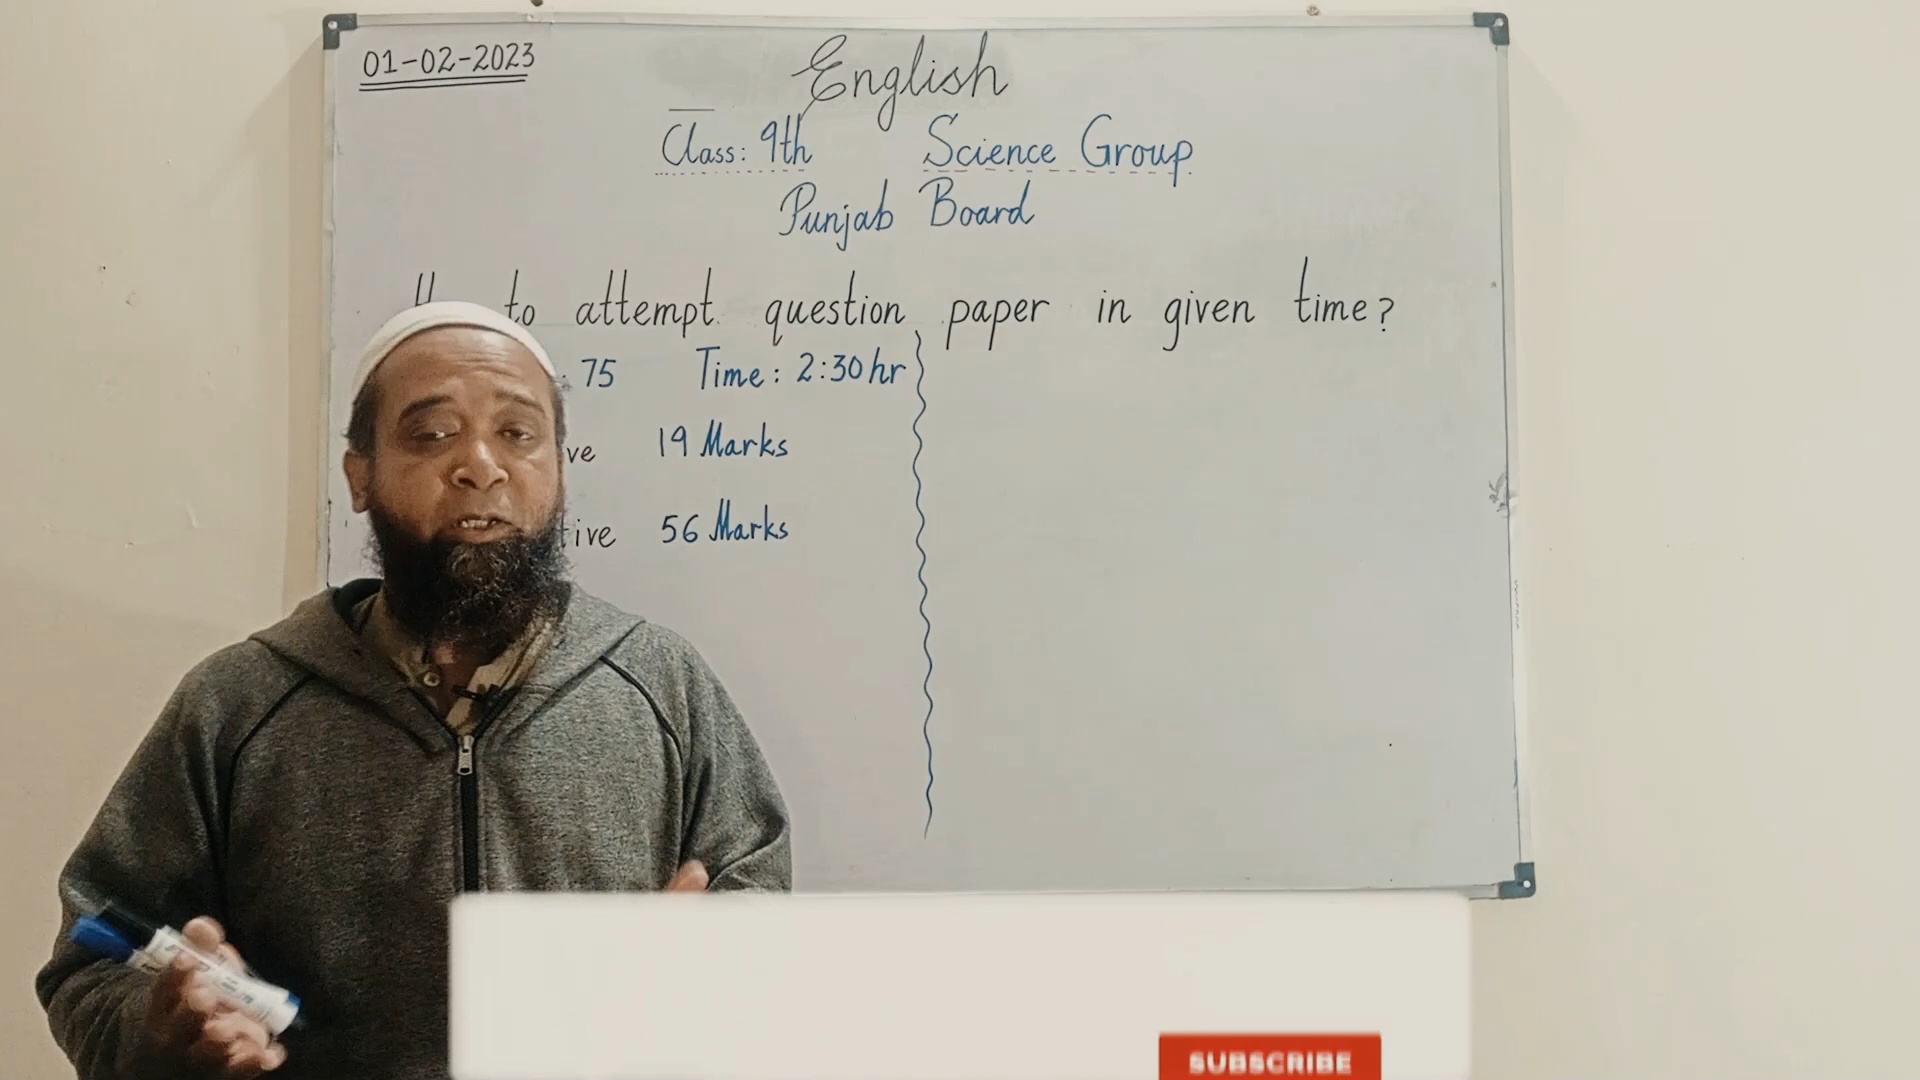 01-02-2023
English
Class: 9th Science Group
Punjab Board
to attempt question paper in given time?
: 75 Time: 2:30 hr
ve 19 Marks
tive 56 Marks
SUBSCRIBE